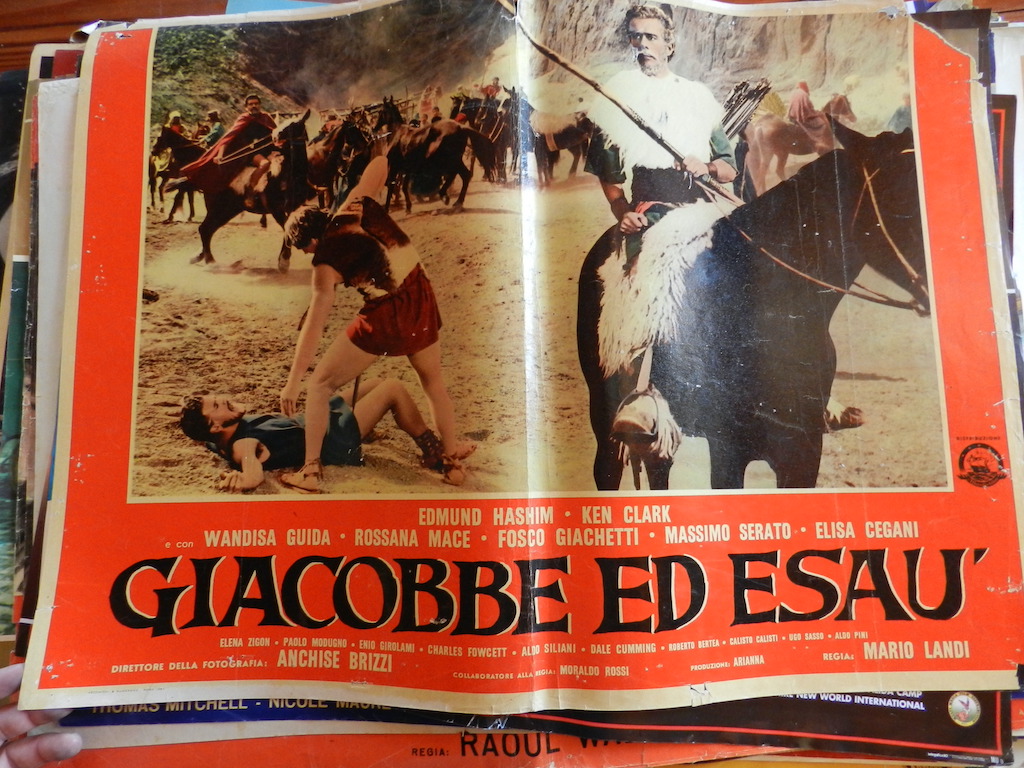 EDMUND HASHIM · KEN CLARK
e con WANDISA GUIDA · ROSSANA MACE · FOSCO GIACHETTI · MASSIMO SERATO · ELISA CEGANI
GIACOBBE ED ESAU'
ELENA ZIGON · PAOLO MODUGNO · ENIO GIROLAMI · CHARLES FOWCETT · ALDO SILIANI · DALE CUMMING · ROBERTO BERTEA · CALISTO CALISTI · UGO SASSO · ALDO PINI
DIRETTORE DELLA FOTOGRAFIA: ANCHISE BRIZZI
COLLABORATORE ALLA REGIA: MORALDO ROSSI
PRODUZIONE: ARIANNA
REGIA: MARIO LANDI
CAMP
NEW WORLD INTERNATIONAL
THOMAS MITCHELL - NICOLE
REGIA: RAOUL